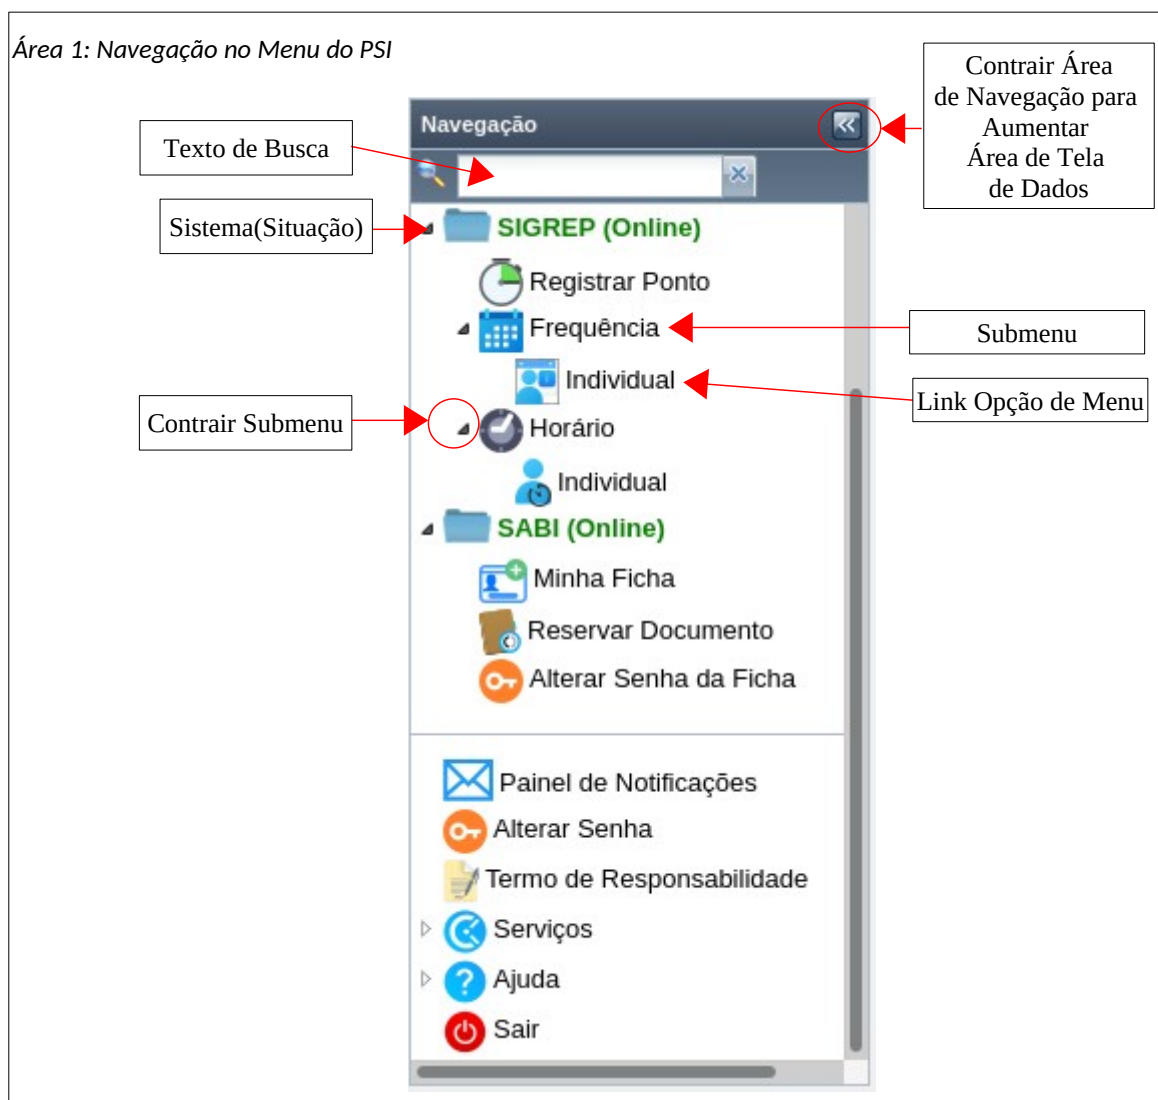 Área 1: Navegação no Menu do PSI
Contrair Área
de Navegação para
Aumentar
Área de Tela
de Dados
Navegação
Texto de Busca
Sistema(Situação)
SIGREP (Online)
Registrar Ponto
Frequência
Submenu
Individual
Link Opção de Menu
Contrair Submenu
Horário
Individual
SABI (Online)
Minha Ficha
Reservar Documento
Alterar Senha da Ficha
Painel de Notificações
Alterar Senha
Termo de Responsabilidade
Serviços
Ajuda
Sair